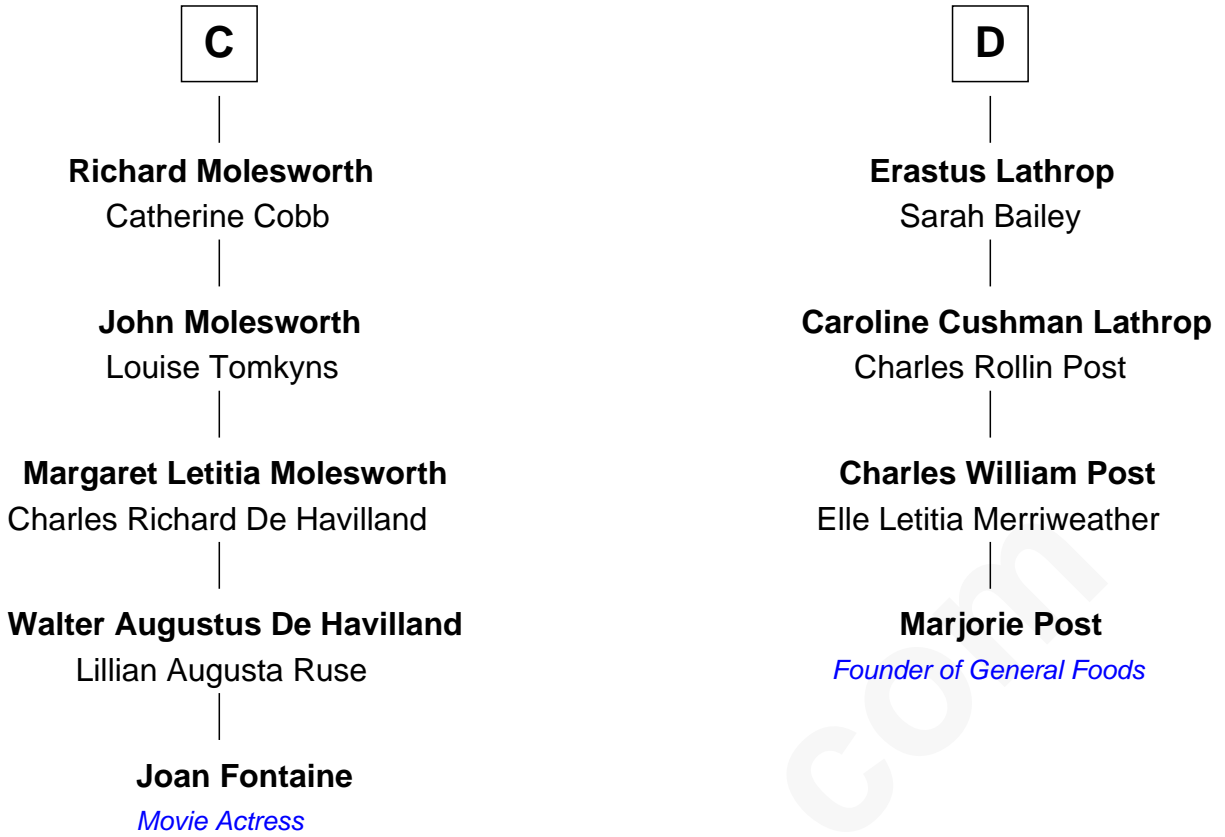 C
Richard Molesworth
Catherine Cobb
John Molesworth
Louise Tomkyns
Margaret Letitia Molesworth
Charles Richard De Havilland
Walter Augustus De Havilland
Lillian Augusta Ruse
Joan Fontaine
Movie Actress
D
Erastus Lathrop
Sarah Bailey
Caroline Cushman Lathrop
Charles Rollin Post
Charles William Post
Elle Letitia Merriweather
Marjorie Post
Founder of General Foods
com